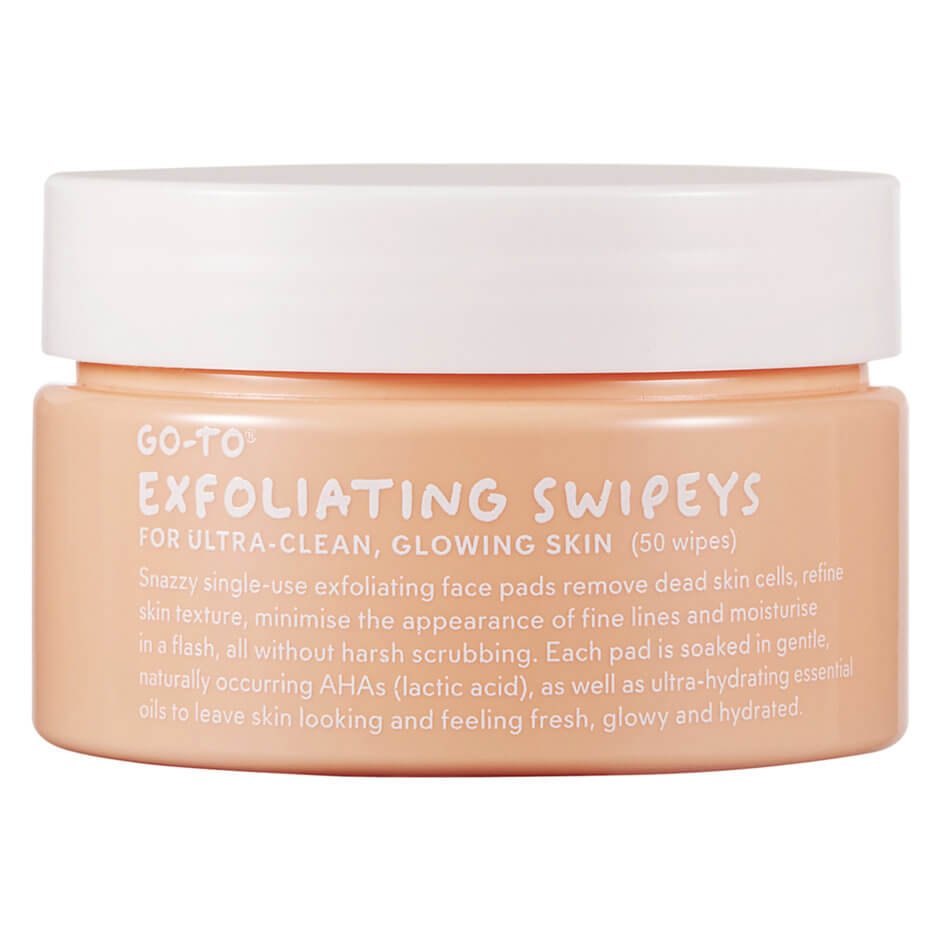 GO-TO®
EXFOLIATING SWIPEYS
FOR ULTRA-CLEAN, GLOWING SKIN (50 wipes)
Snazzy single-use exfoliating face pads remove dead skin cells, refine
skin texture, minimise the appearance of fine lines and moisturise
in a flash, all without harsh scrubbing. Each pad is soaked in gentle,
naturally occurring AHAs (lactic acid), as well as ultra-hydrating essential
oils to leave skin looking and feeling fresh, glowy and hydrated.